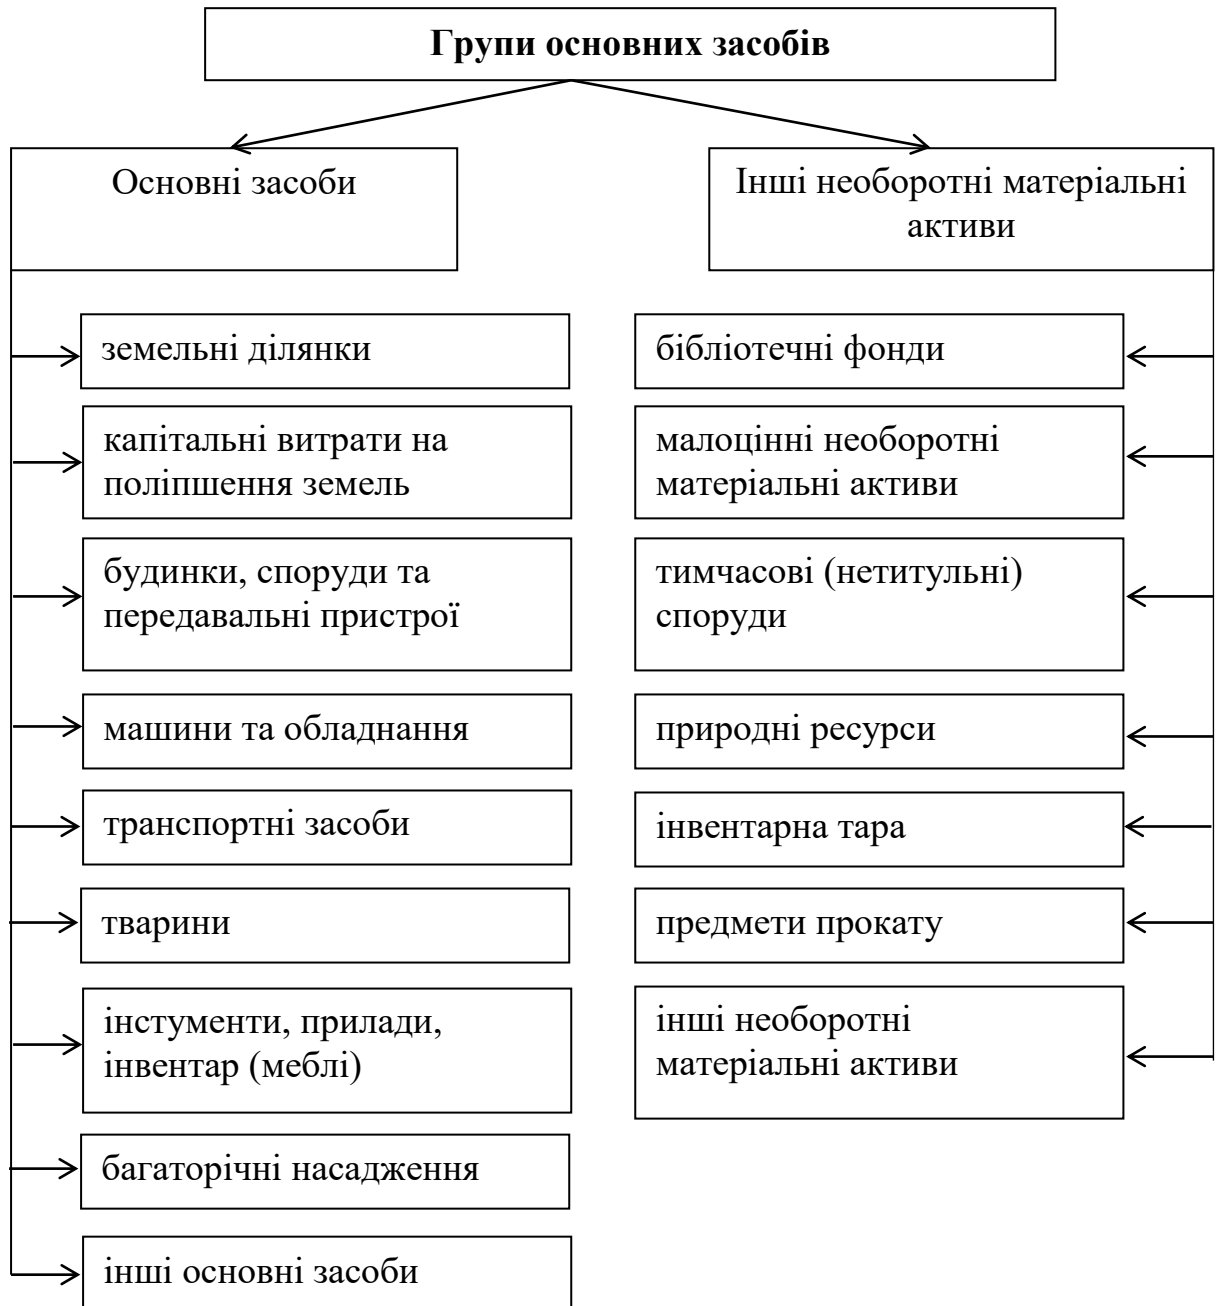 Групи основних засобів
Основні засоби
Інші необоротні матеріальні
активи
земельні ділянки
капітальні витрати на
поліпшення земель
будинки, споруди та
передавальні пристрої
машини та обладнання
транспортні засоби
тварини
інстументи, прилади,
інвентар (меблі)
багаторічні насадження
інші основні засоби
бібліотечні фонди
малоцінні необоротні
матеріальні активи
тимчасові (нетитульні)
споруди
природні ресурси
інвентарна тара
предмети прокату
інші необоротні
матеріальні активи